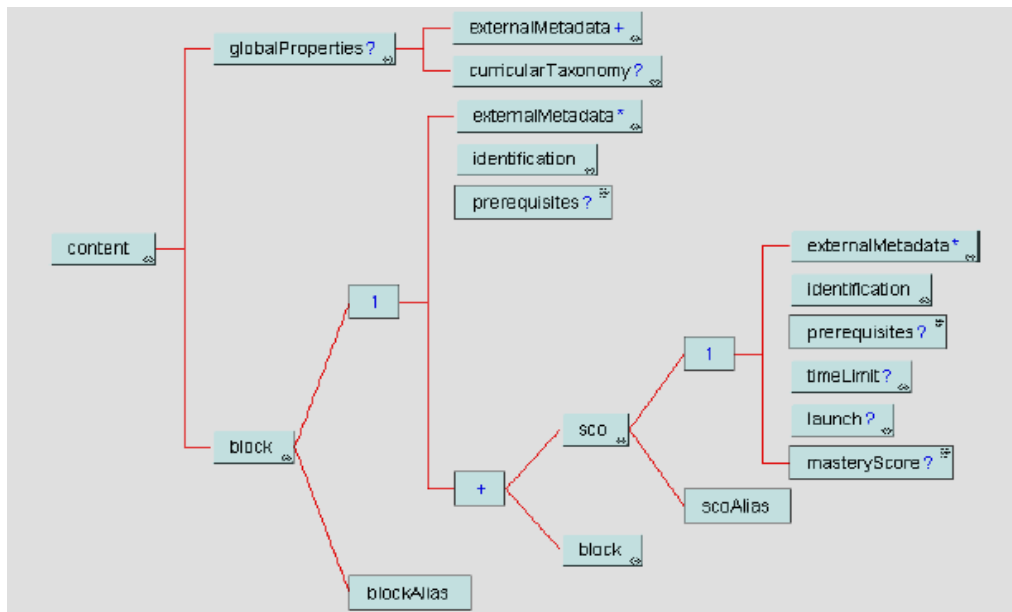 externalMetadata+
globalProperties?
curricularTaxonomy?
externalMetadata*
identification
prerequisites?
content
externalMetadata*
identification
1
prerequisites?
1
timeLimit?
launch?
sco
block
masteryScore?
+
scoAlias
block
blockAlias